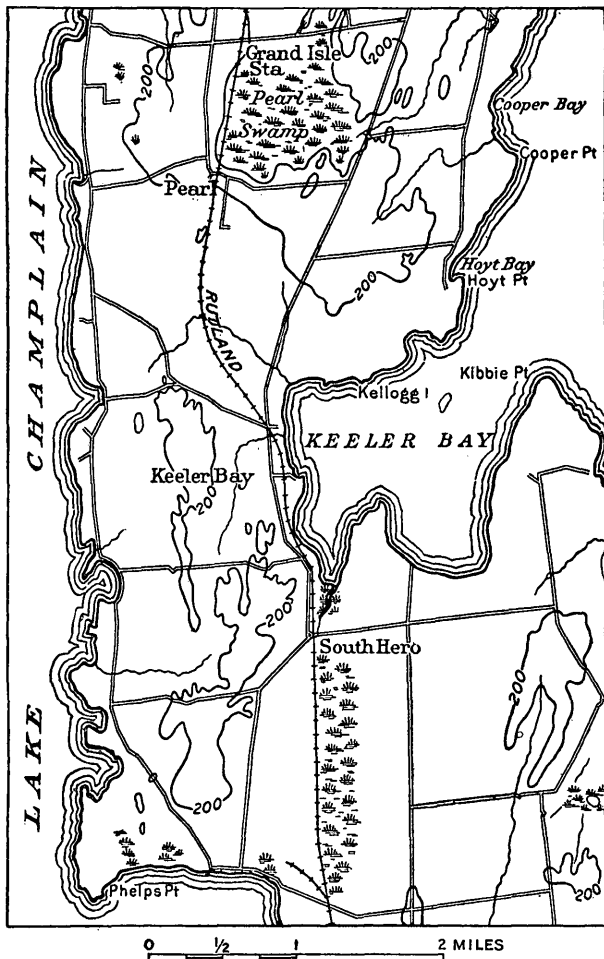 Grand Isle
Sta.
Pearl
Swamp
200
200
Cooper Bay
Cooper Pt
Pearl
200
Hoyt Bay
Hoyt Pt
RUTLAND
LAKE CHAMPLAIN
Kibbie Pt
Kellogg I
KEELER BAY
Keeler Bay
200
200
South Hero
200
200
200
Phelps Pt
0 1/2 1 2 MILES